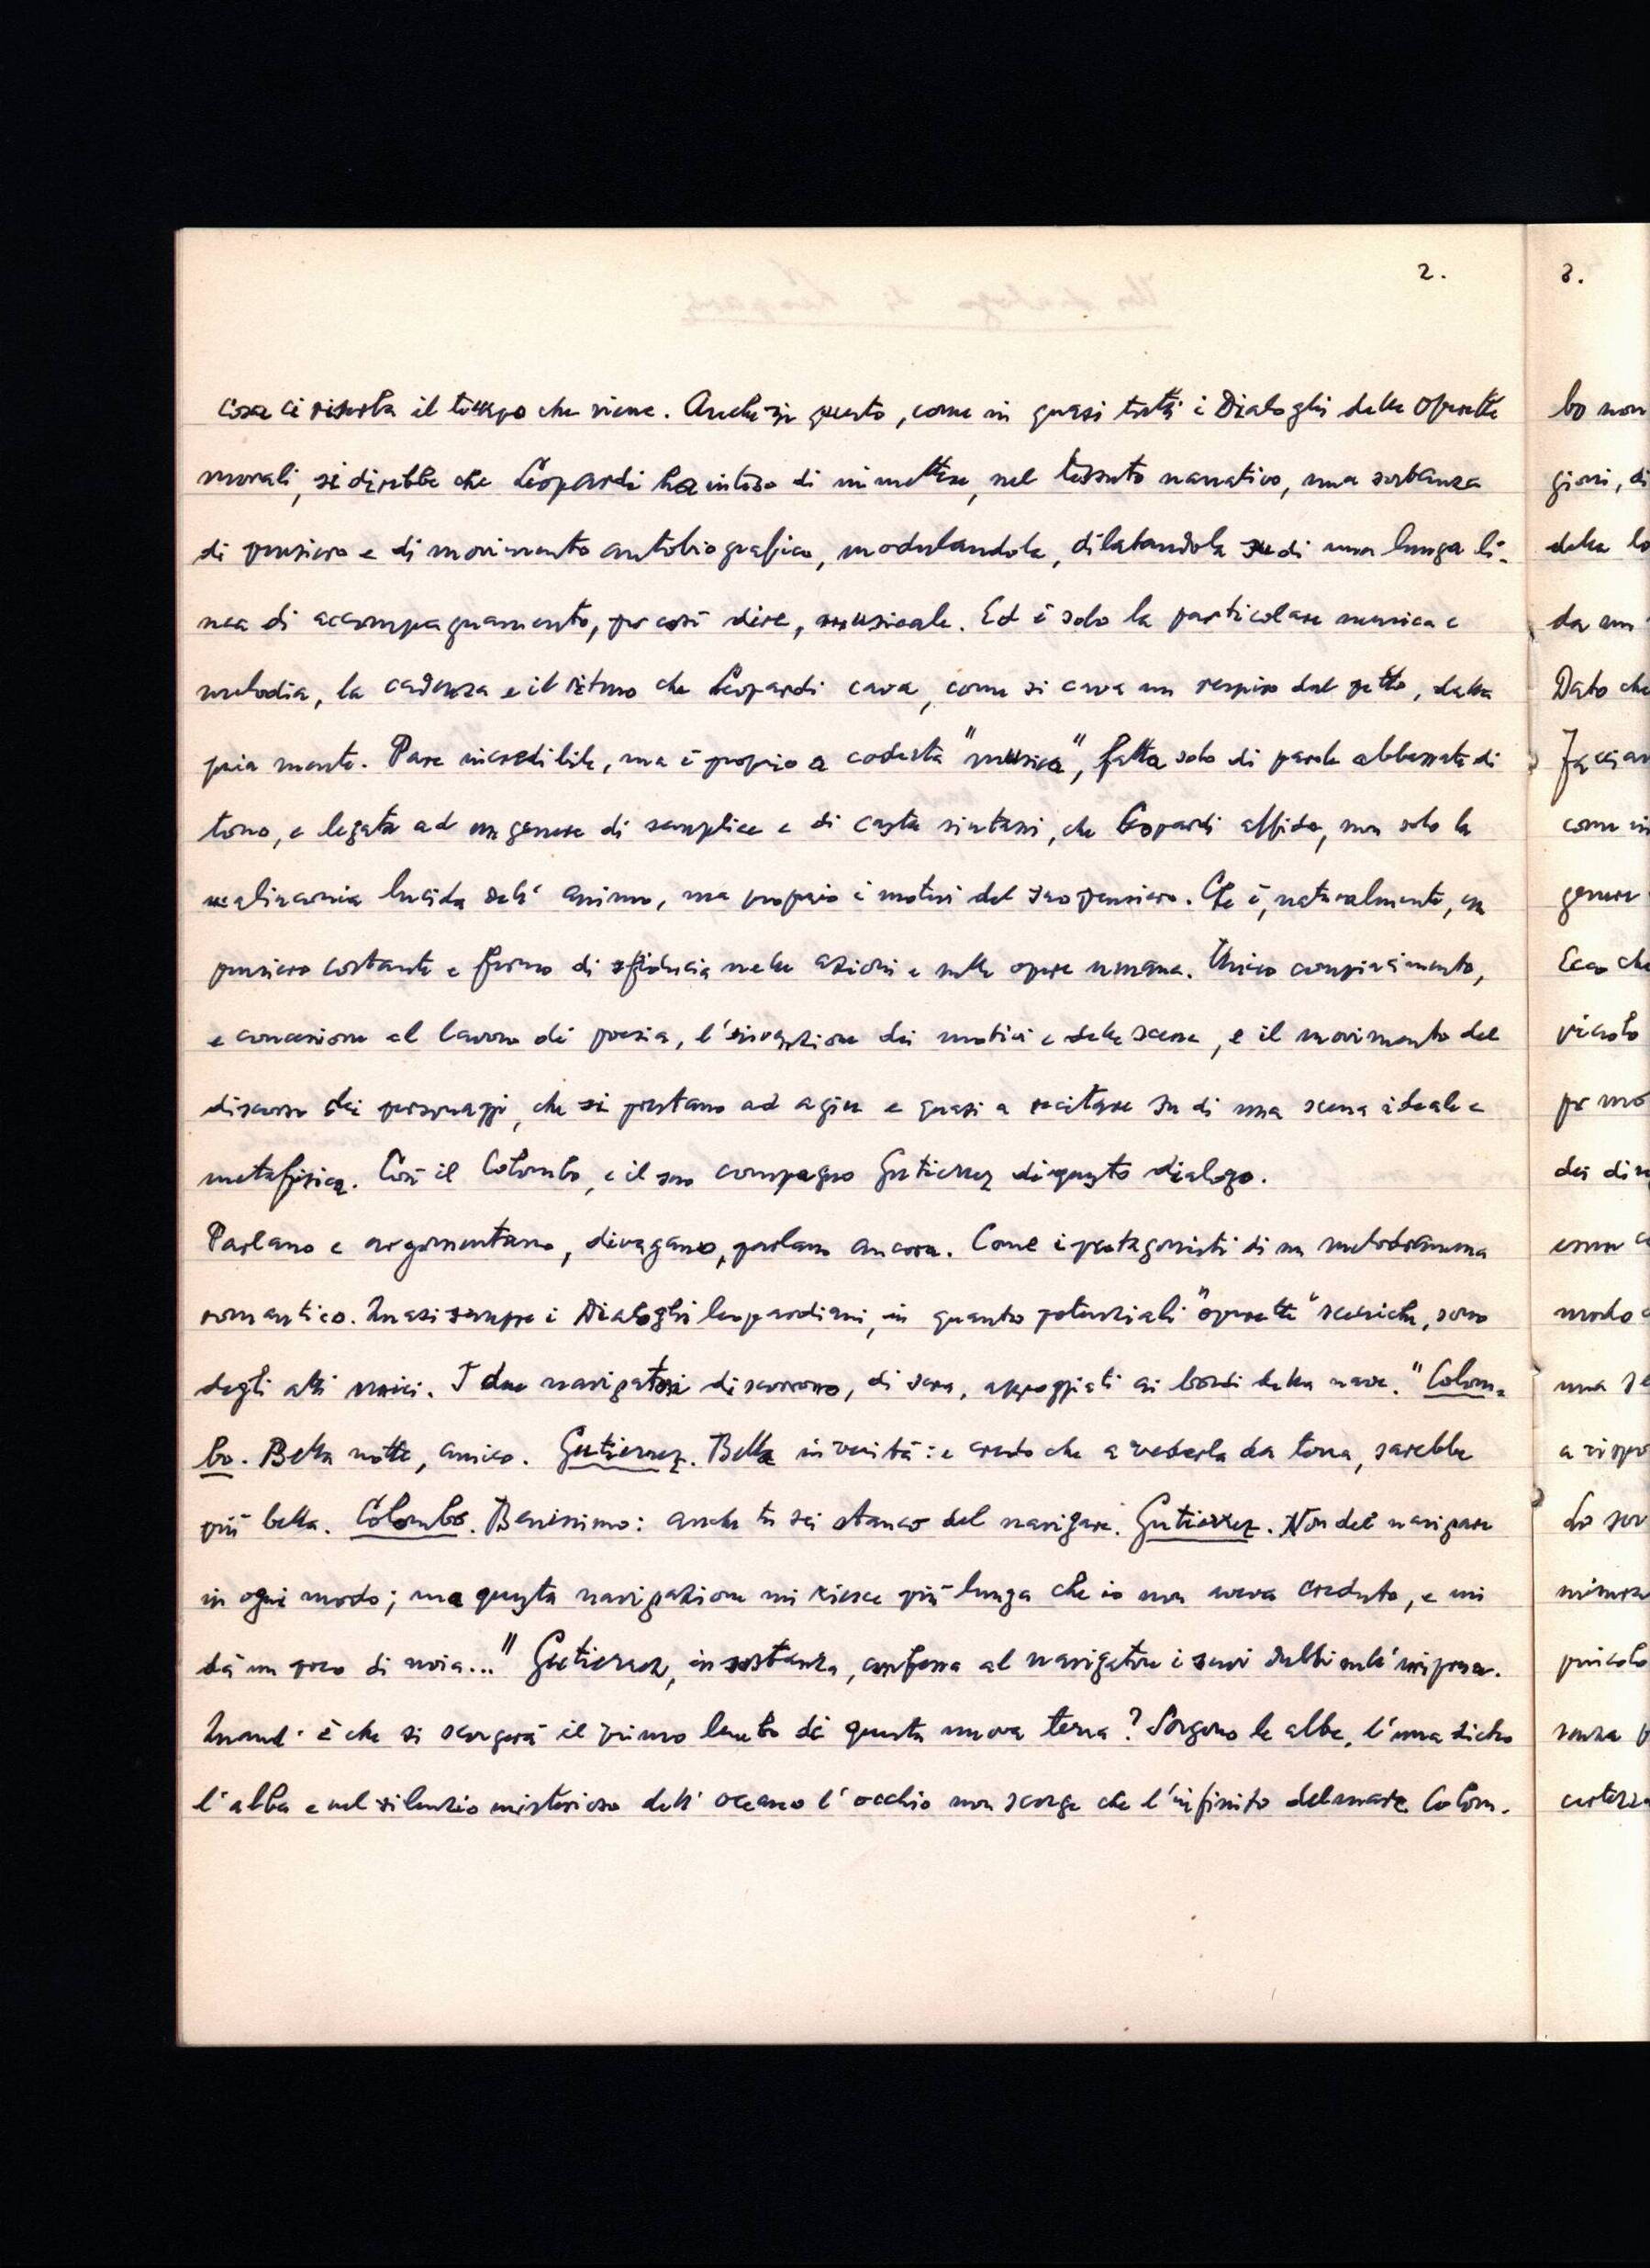 2.
cosa ci riserba il tempo che viene. Anche in questo, come in quasi tutti i Dialoghi delle Operette
morali, si direbbe che Leopardi ha inteso di immettere, nel tessuto narrativo, una sostanza
di pensiero e di movimento autobiografico, modulandola, dilatandola su di una lunga li-
nea di accompagnamento, per così dire, musicale. Ed è solo la particolare musica e
melodia, la cadenza e il ritmo che Leopardi cava, come si cava un respiro dal petto, dalla
pria mente. Pare incredibile, ma è proprio a codesta "musica", fatta solo di parole abbassate di
tono, e legata ad un genere di semplice e di casta sintassi, che Leopardi affida, non solo la
malinconia lucida dell'animo, ma proprio i motivi del suo pensiero. Che è, naturalmente, un
pensiero costante e fermo di sfiducia nelle azioni e nelle opere umane. Unico compiacimento,
e concessione al lavoro di poesia, l'invenzione dei motivi e delle scene, e il movimento del
discorso dei personaggi, che si prestano ad agire e quasi a recitare su di una scena ideale e
metafisica. Così il Colombo, e il suo compagno Gutierrez di questo dialogo.
Parlano e argomentano, divagano, parlano ancora. Come i protagonisti di un melodramma
romantico. Quasi sempre i Dialoghi leopardiani, in quanto potenziali "operette" sceniche, sono
degli atti unici. I due navigatori discorrono, di sera, appoggiati ai bordi della nave. "Colom-
bo. Bella notte, amico. Gutierrez. Bella in verità: e credo che a vederla da terra, sarebbe
più bella. Colombo. Benissimo: anche tu sei stanco del navigare. Gutierrez. Non del navigare
in ogni modo; ma questa navigazione mi riesce più lunga che io non aveva creduto, e mi
dà un poco di noia..." Gutierrez, in sostanza, confessa al navigatore i suoi dubbi sull'impresa.
Quand'è che si scorgerà il primo lembo di questa nuova terra? Sorgono le albe, l'una dietro
l'alba e nel silenzio misterioso dell'oceano l'occhio non scorge che l'infinito del mare. Colom-
3.
bo non
gioni, di
della
da un
Dato che
Facciam
come in
genere
Ecco che
piccolo
per mo
dei
come
modo
una se
a rispo
Lo
misura
piccolo
senza p
certezza